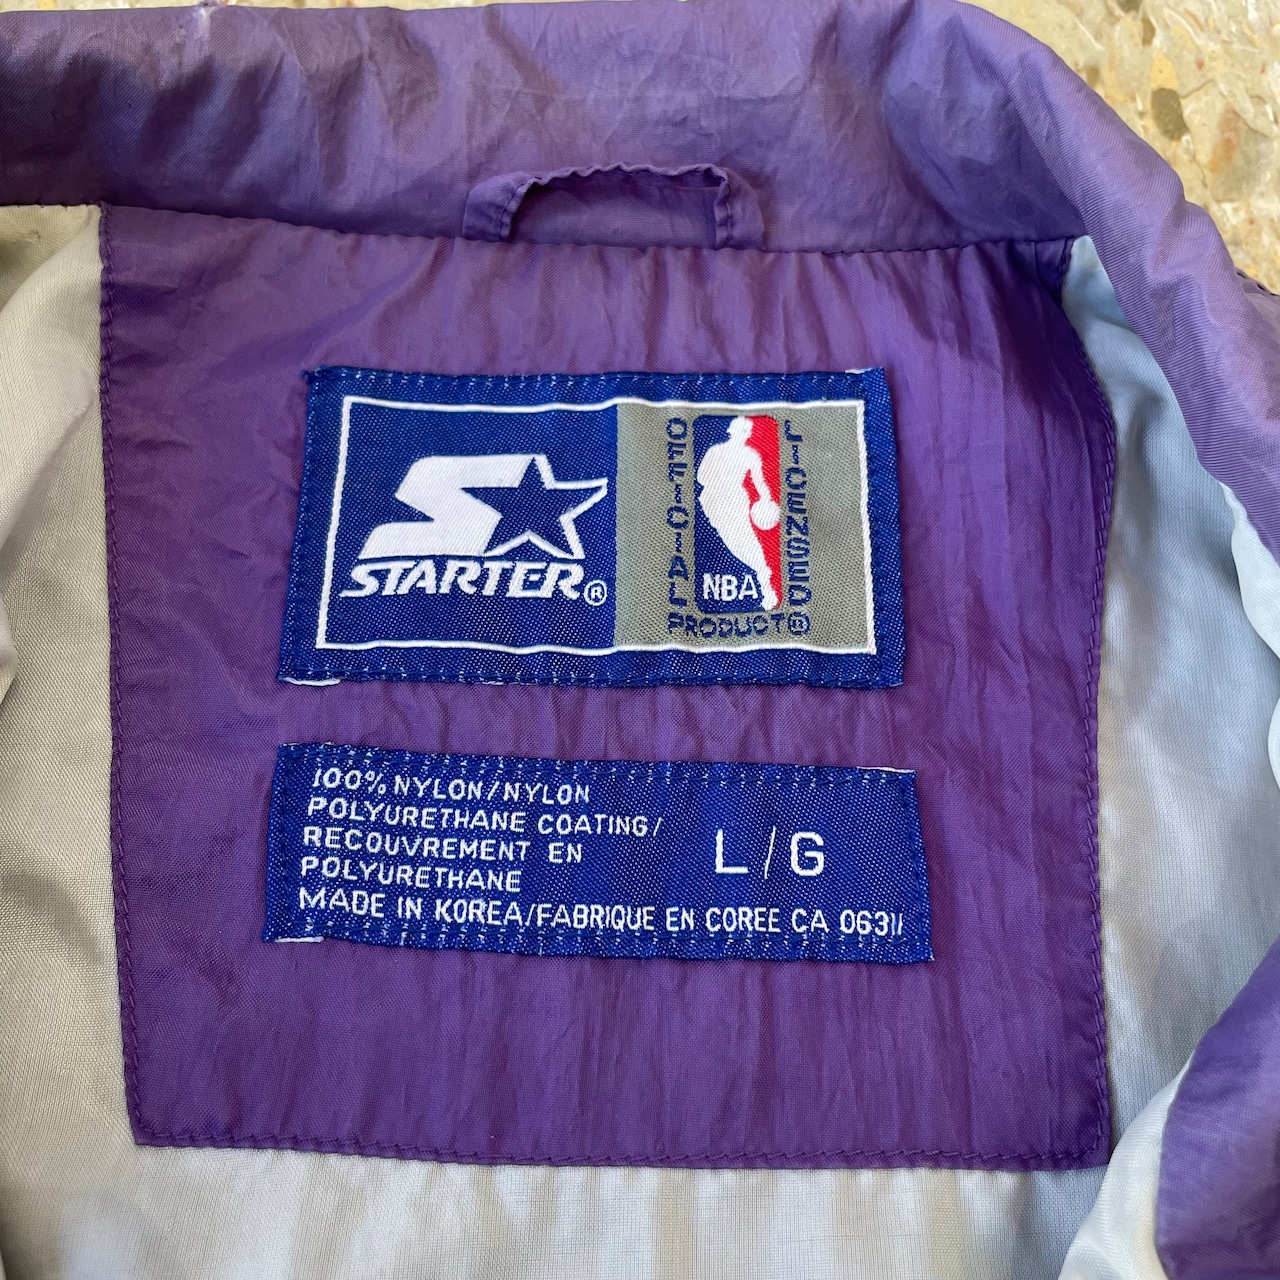 STARTER®
OFFICIAL
LICENSED
NBA
PRODUCT®
100% NYLON/NYLON
POLYURETHANE COATING/
RECOUVREMENT EN
POLYURETHANE
L/G
MADE IN KOREA/FABRIQUE EN COREE CA 06311